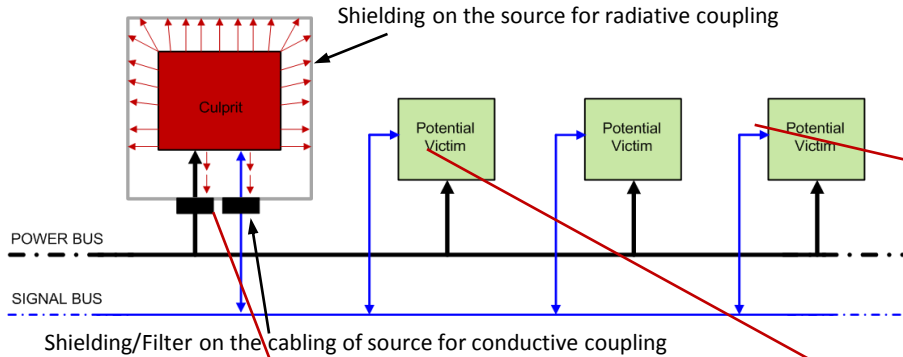 Shielding on the source for radiative coupling
Culprit
Potential
Victim
Potential
Victim
Potential
Victim
POWER BUS
SIGNAL BUS
Shielding/Filter on the cabling of source for conductive coupling